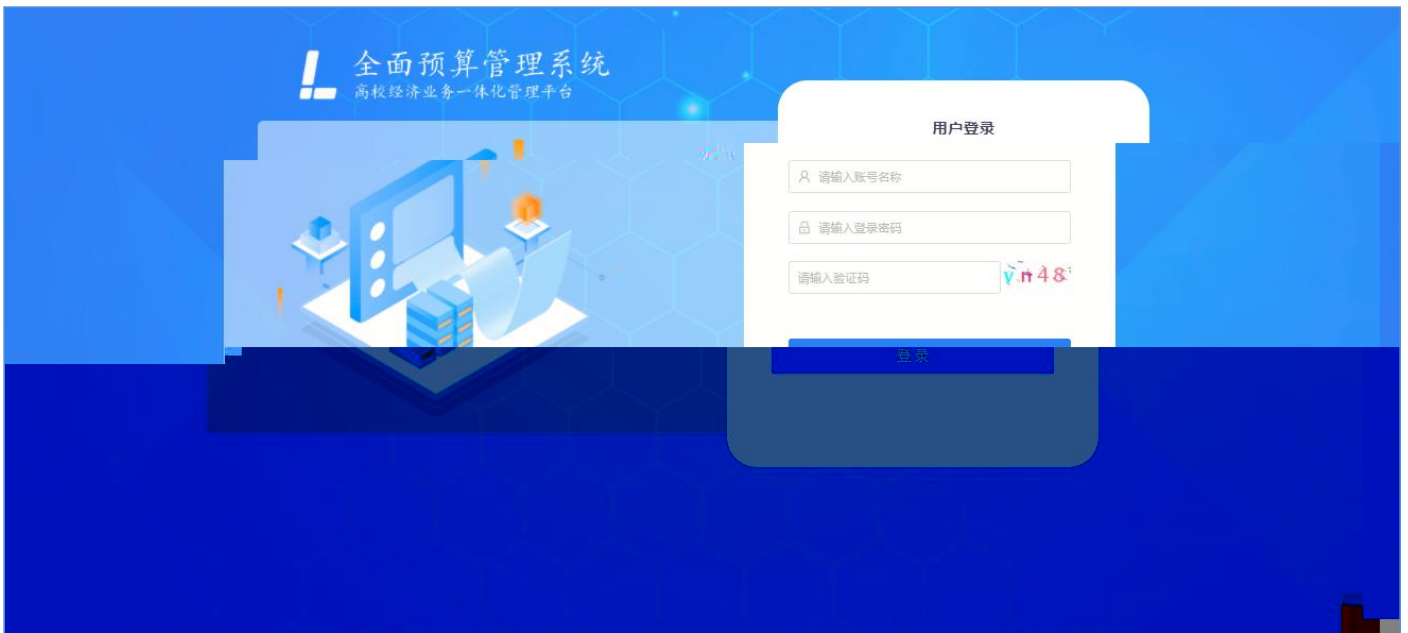 全面预算管理系统
高校经济业务一体化管理平台
用户登录
请输入账号名称
请输入登录密码
请输入验证码
yn48
登录